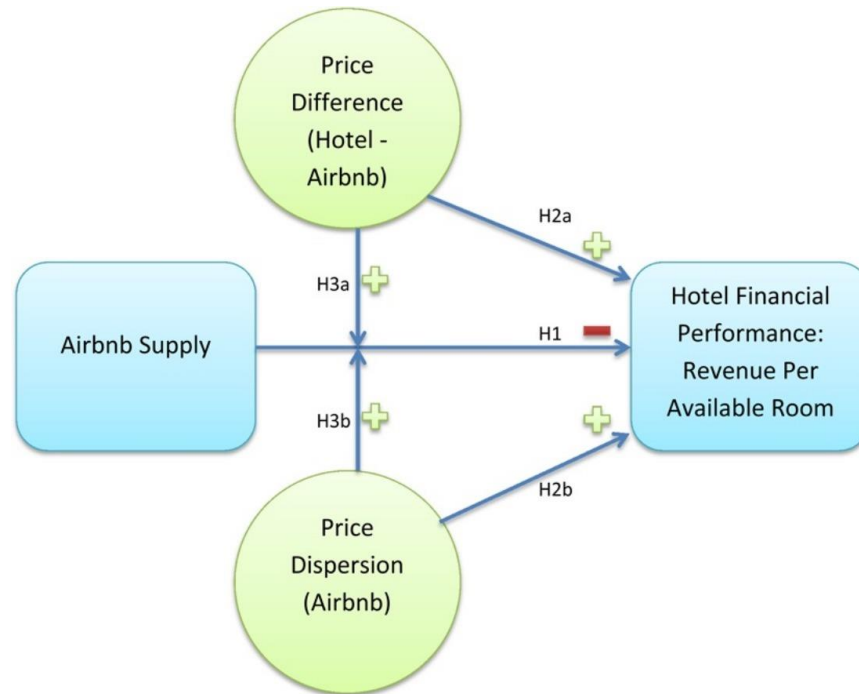 Price
Difference
(Hotel -
Airbnb)
H2a
H3a
Airbnb Supply
H1
Hotel Financial
Performance:
Revenue Per
Available Room
H3b
H2b
Price
Dispersion
(Airbnb)